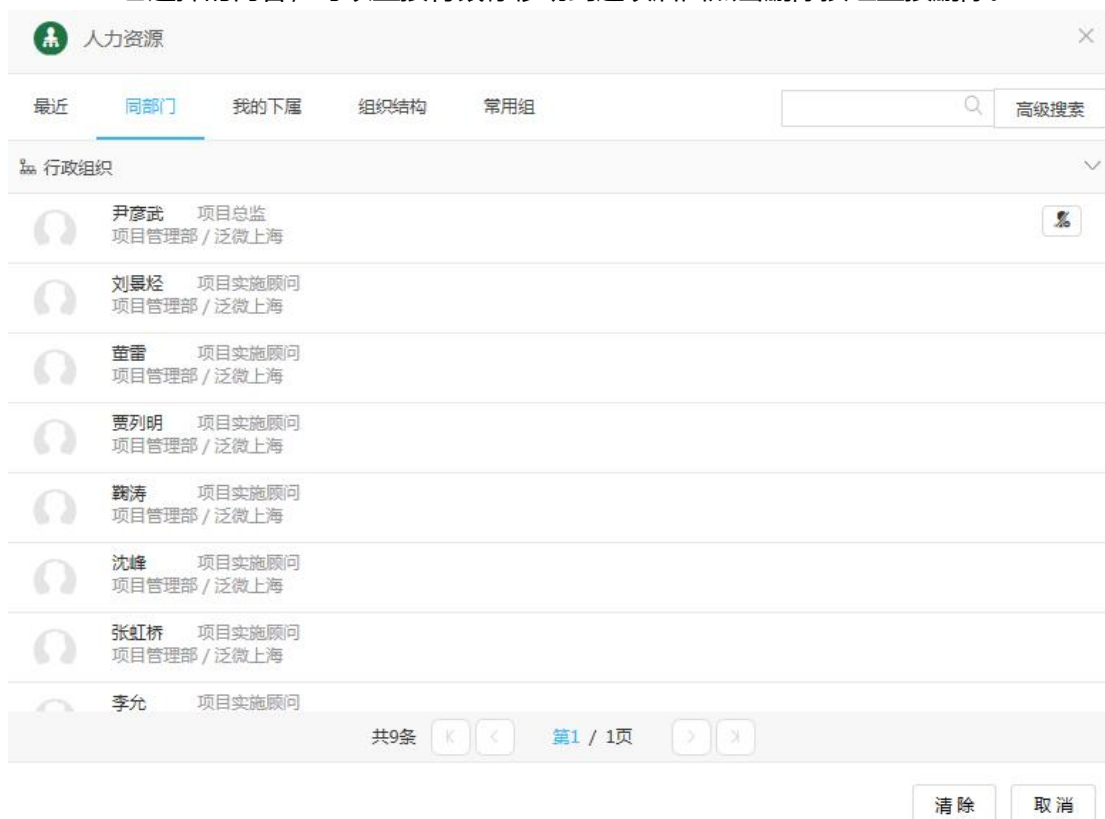 人力资源
最近 同部门 我的下属 组织结构 常用组 高级搜索
行政组织
尹彦武 项目总监
项目管理部 / 泛微上海
刘景烃 项目实施顾问
项目管理部 / 泛微上海
董雷 项目实施顾问
项目管理部 / 泛微上海
贾列明 项目实施顾问
项目管理部 / 泛微上海
鞠涛 项目实施顾问
项目管理部 / 泛微上海
沈峰 项目实施顾问
项目管理部 / 泛微上海
张虹桥 项目实施顾问
项目管理部 / 泛微上海
李允 项目实施顾问
共9条 第1 / 1页
清除 取消